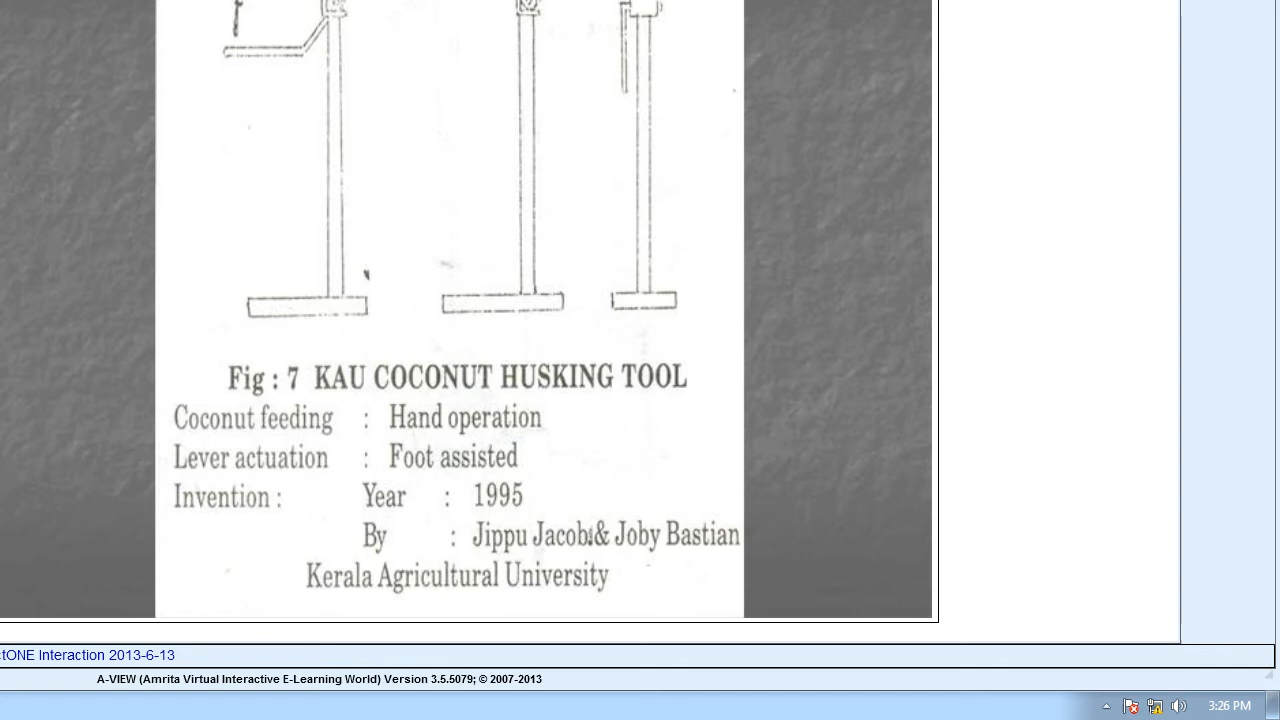 Fig : 7 KAU COCONUT HUSKING TOOL
Coconut feeding : Hand operation
Lever actuation : Foot assisted
Invention : Year : 1995
By : Jippu Jacob & Joby Bastian
Kerala Agricultural University
ctONE Interaction 2013-6-13
A-VIEW (Amrita Virtual Interactive E-Learning World) Version 3.5.5079; © 2007-2013
3:26 PM